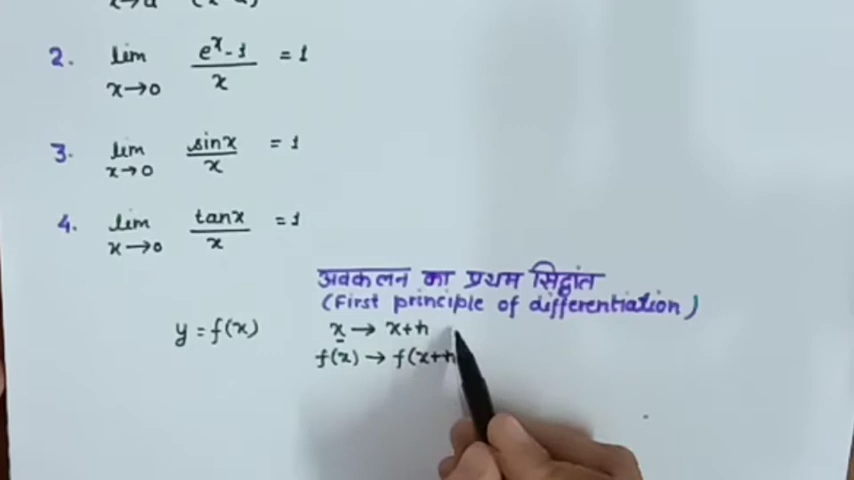 2. lim x→0 (e^x - 1)/x = 1
3. lim x→0 sinx/x = 1
4. lim x→0 tanx/x = 1
अवकलन का प्रथम सिद्धांत
(First principle of differentiation)
y = f(x) x → x+h
f(x) → f(x+h